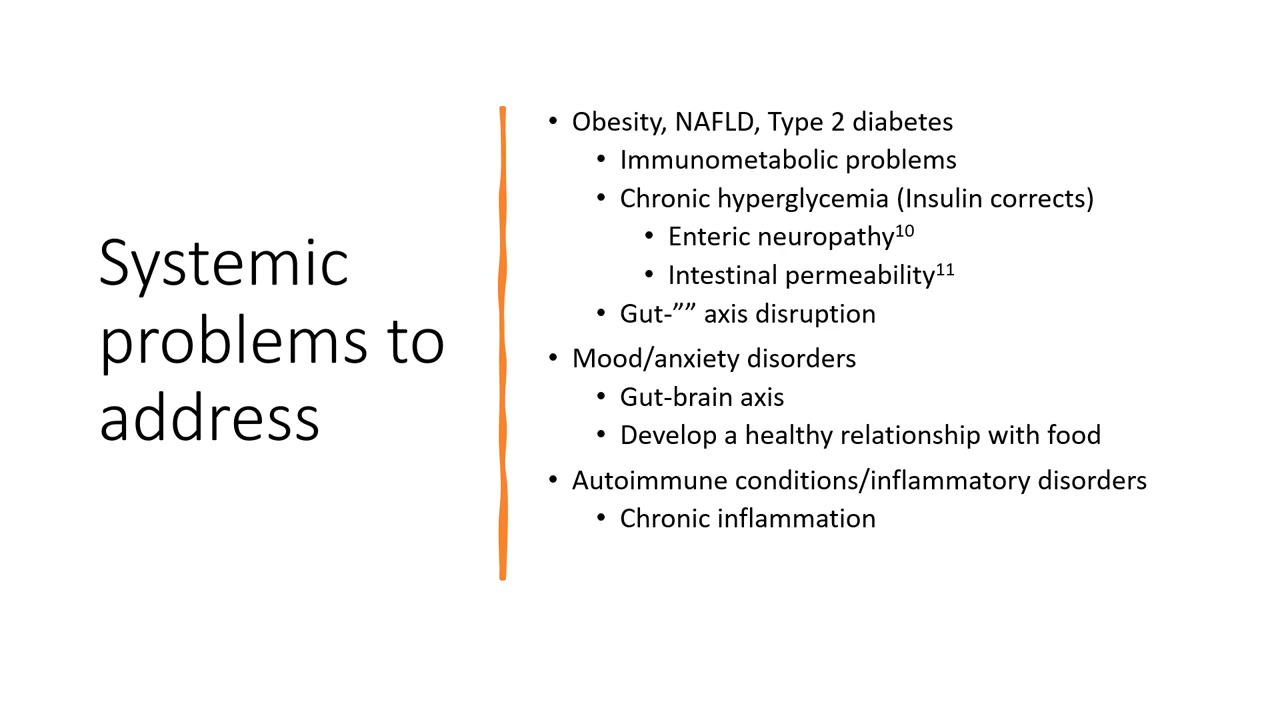 Systemic
problems to
address
• Obesity, NAFLD, Type 2 diabetes
• Immunometabolic problems
• Chronic hyperglycemia (Insulin corrects)
• Enteric neuropathy¹⁰
• Intestinal permeability¹¹
• Gut-”” axis disruption
• Mood/anxiety disorders
• Gut-brain axis
• Develop a healthy relationship with food
• Autoimmune conditions/inflammatory disorders
• Chronic inflammation